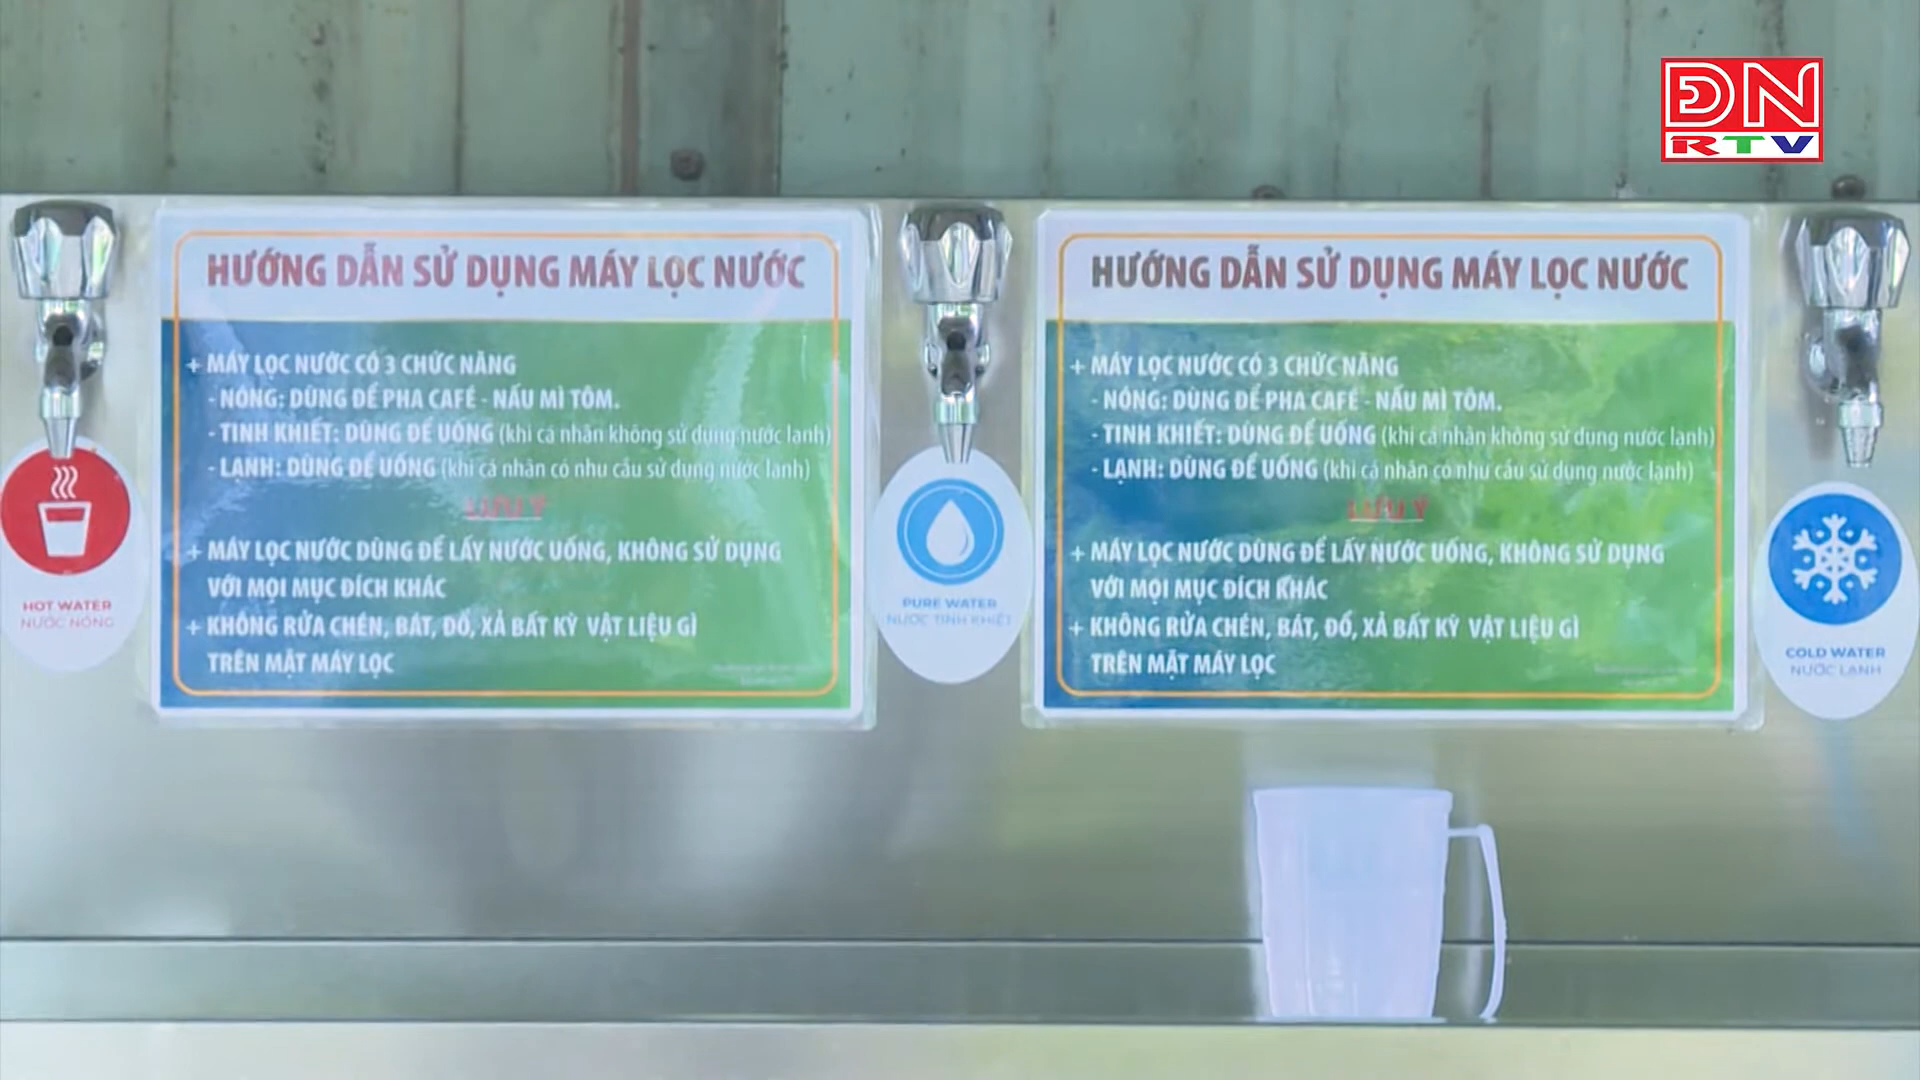 ĐN
RTV
HƯỚNG DẪN SỬ DỤNG MÁY LỌC NƯỚC
+ MÁY LỌC NƯỚC CÓ 3 CHỨC NĂNG
- NÓNG: DÙNG ĐỂ PHA CAFÉ - NẤU MÌ TÔM.
- TINH KHIẾT: DÙNG ĐỂ UỐNG (khi cá nhân không sử dụng nước lạnh)
- LẠNH: DÙNG ĐỂ UỐNG (khi cá nhân có nhu cầu sử dụng nước lạnh)
LƯU Ý
+ MÁY LỌC NƯỚC DÙNG ĐỂ LẤY NƯỚC UỐNG, KHÔNG SỬ DỤNG
VỚI MỌI MỤC ĐÍCH KHÁC
+ KHÔNG RỬA CHÉN, BÁT, ĐỔ, XẢ BẤT KỲ VẬT LIỆU GÌ
TRÊN MẶT MÁY LỌC
HƯỚNG DẪN SỬ DỤNG MÁY LỌC NƯỚC
+ MÁY LỌC NƯỚC CÓ 3 CHỨC NĂNG
- NÓNG: DÙNG ĐỂ PHA CAFÉ - NẤU MÌ TÔM.
- TINH KHIẾT: DÙNG ĐỂ UỐNG (khi cá nhân không sử dụng nước lạnh)
- LẠNH: DÙNG ĐỂ UỐNG (khi cá nhân có nhu cầu sử dụng nước lạnh)
LƯU Ý
+ MÁY LỌC NƯỚC DÙNG ĐỂ LẤY NƯỚC UỐNG, KHÔNG SỬ DỤNG
VỚI MỌI MỤC ĐÍCH KHÁC
+ KHÔNG RỬA CHÉN, BÁT, ĐỔ, XẢ BẤT KỲ VẬT LIỆU GÌ
TRÊN MẶT MÁY LỌC
HOT WATER
NƯỚC NÓNG
PURE WATER
NƯỚC TINH KHIẾT
COLD WATER
NƯỚC LẠNH